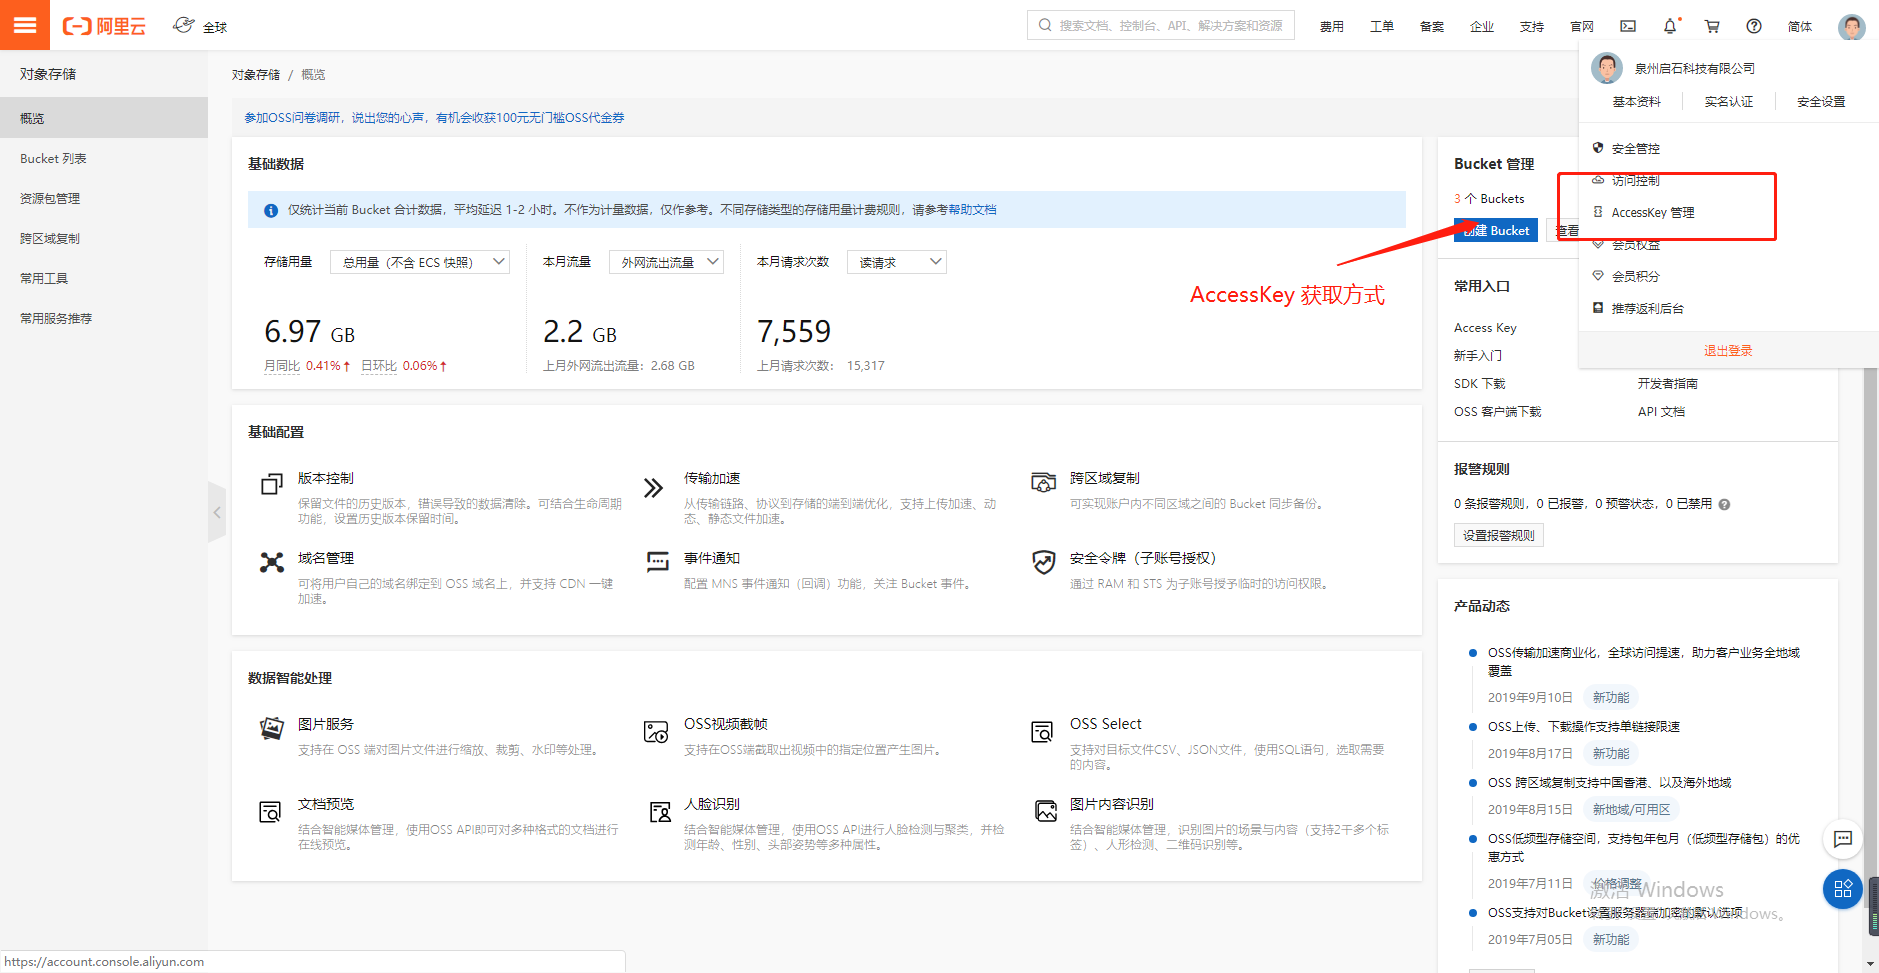 阿里云
全球
搜索文档、控制台、API、解决方案和资源
费用
工单
备案
企业
支持
官网
简体
泉州启石科技有限公司
基本资料
实名认证
安全设置
安全管控
访问控制
AccessKey 管理
会员权益
会员积分
推荐返利后台
退出登录
对象存储
概览
Bucket 列表
资源包管理
跨区域复制
常用工具
常用服务推荐
对象存储 / 概览
参加OSS问卷调研，说出您的心声，有机会收获100元无门槛OSS代金券
基础数据
仅统计当前 Bucket 合计数据，平均延迟 1-2 小时。不作为计量数据，仅作参考。不同存储类型的存储用量计费规则，请参考帮助文档
存储用量
总用量（不含 ECS 快照）
本月流量
外网流出流量
本月请求次数
读请求
6.97 GB
月同比 0.41%↑ 日环比 0.06%↑
2.2 GB
上月外网流出流量：2.68 GB
7,559
上月请求次数： 15,317
AccessKey 获取方式
基础配置
版本控制
保留文件的历史版本，错误导致的数据清除。可结合生命周期
功能，设置历史版本保留时间。
传输加速
从传输链路、协议到存储的端到端优化，支持上传加速、动
态、静态文件加速。
跨区域复制
可实现账户内不同区域之间的 Bucket 同步备份。
域名管理
可将用户自己的域名绑定到 OSS 域名上，并支持 CDN 一键
加速。
事件通知
配置 MNS 事件通知（回调）功能，关注 Bucket 事件。
安全令牌（子账号授权）
通过 RAM 和 STS 为子账号授予临时的访问权限。
数据智能处理
图片服务
支持在 OSS 端对图片文件进行缩放、裁剪、水印等处理。
OSS视频截帧
支持在OSS端截取出视频中的指定位置产生图片。
OSS Select
支持对目标文件CSV、JSON文件，使用SQL语句，选取需要
的内容。
文档预览
结合智能媒体管理，使用OSS API即可对多种格式的文档进行
在线预览。
人脸识别
结合智能媒体管理，使用OSS API进行人脸检测与聚类，并检
测年龄、性别、头部姿势等多种属性。
图片内容识别
结合智能媒体管理，识别图片的场景与内容（支持2千多个标
签）、人形检测、二维码识别等。
Bucket 管理
3 个 Buckets
创建 Bucket
查看
常用入口
Access Key
新手入门
SDK 下载
开发者指南
OSS 客户端下载
API 文档
报警规则
0 条报警规则，0 已报警，0 预警状态，0 已禁用
设置报警规则
产品动态
OSS传输加速商业化，全球访问提速，助力客户业务全地域
覆盖
2019年9月10日 新功能
OSS上传、下载操作支持单链接限速
2019年8月17日 新功能
OSS 跨区域复制支持中国香港、以及海外地域
2019年8月15日 新地域/可用区
OSS低频型存储空间，支持包年包月（低频型存储包）的优
惠方式
2019年7月11日 价格调整
激活 Windows
OSS支持对Bucket设置服务器端加密的默认选项
2019年7月05日 新功能
https://account.console.aliyun.com